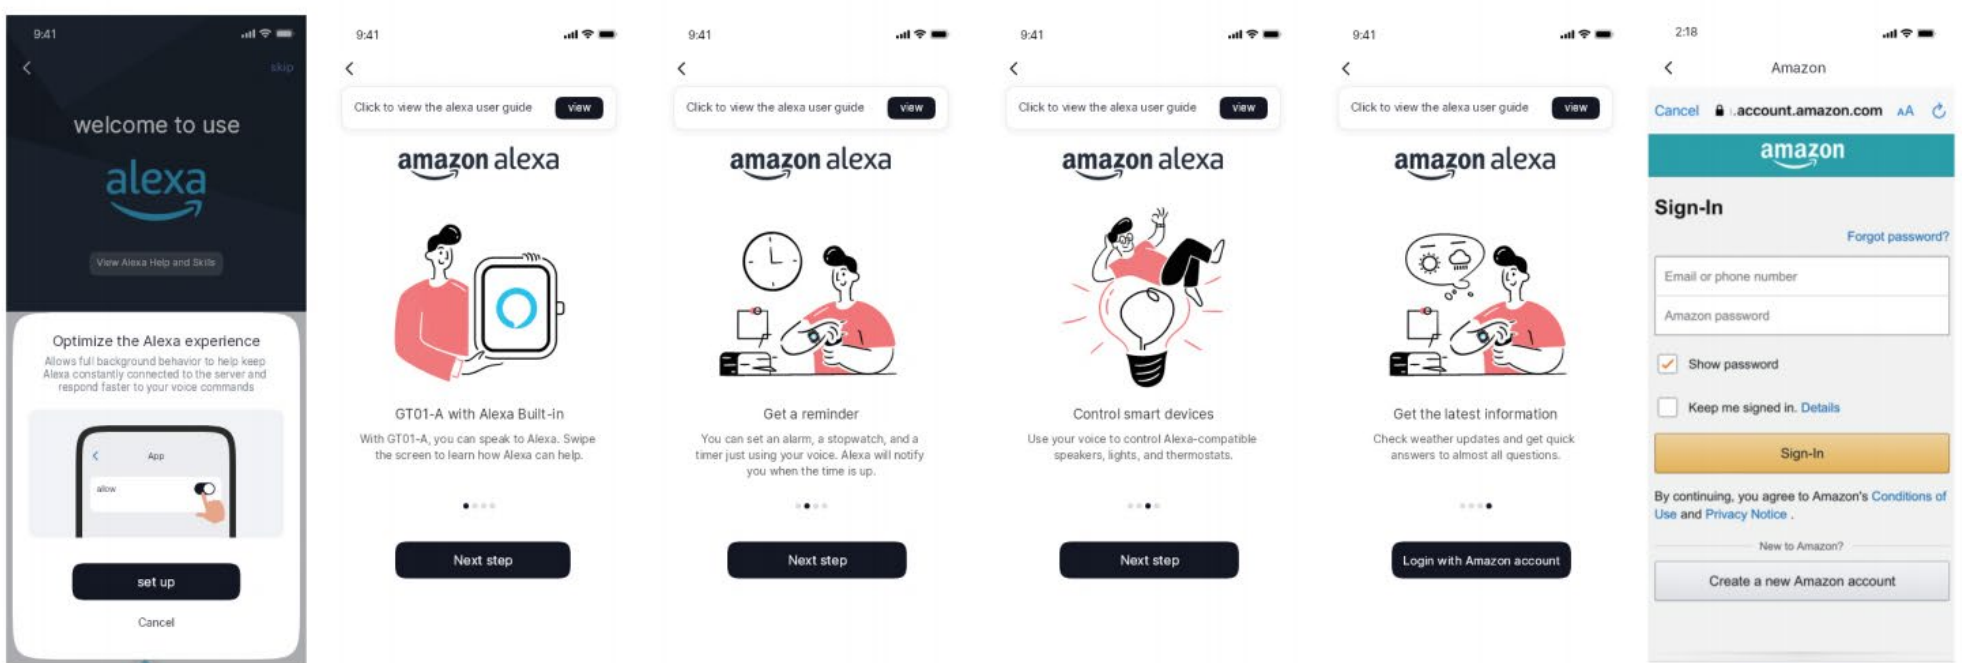 9:41
skip
welcome to use
alexa
View Alexa Help and Skills
Optimize the Alexa experience
Allows full background behavior to help keep
Alexa constantly connected to the server and
respond faster to your voice commands
App
allow
set up
Cancel
9:41
Click to view the alexa user guide view
amazon alexa
GT01-A with Alexa Built-in
With GT01-A, you can speak to Alexa. Swipe
the screen to learn how Alexa can help.
Next step
9:41
Click to view the alexa user guide view
amazon alexa
Get a reminder
You can set an alarm, a stopwatch, and a
timer just using your voice. Alexa will notify
you when the time is up.
Next step
9:41
Click to view the alexa user guide view
amazon alexa
Control smart devices
Use your voice to control Alexa-compatible
speakers, lights, and thermostats.
Next step
9:41
Click to view the alexa user guide view
amazon alexa
Get the latest information
Check weather updates and get quick
answers to almost all questions.
Login with Amazon account
2:18
Amazon
Cancel .account.amazon.com AA
amazon
Sign-In
Forgot password?
Email or phone number
Amazon password
Show password
Keep me signed in. Details
Sign-In
By continuing, you agree to Amazon's Conditions of
Use and Privacy Notice .
New to Amazon?
Create a new Amazon account